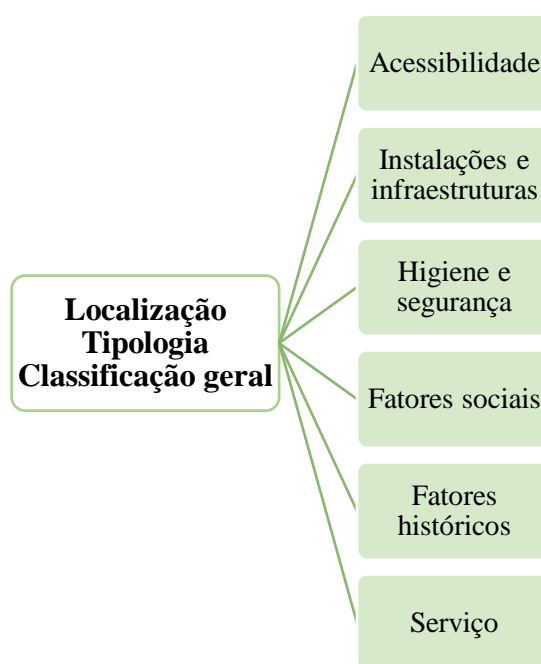 Localização
Tipologia
Classificação geral
Acessibilidade
Instalações e
infraestruturas
Higiene e
segurança
Fatores sociais
Fatores
históricos
Serviço